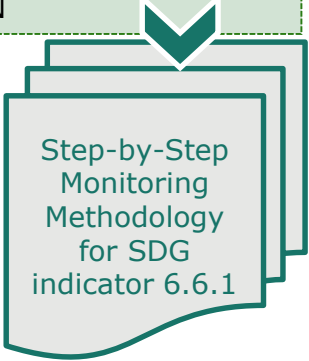 Step-by-Step
Monitoring
Methodology
for SDG
indicator 6.6.1